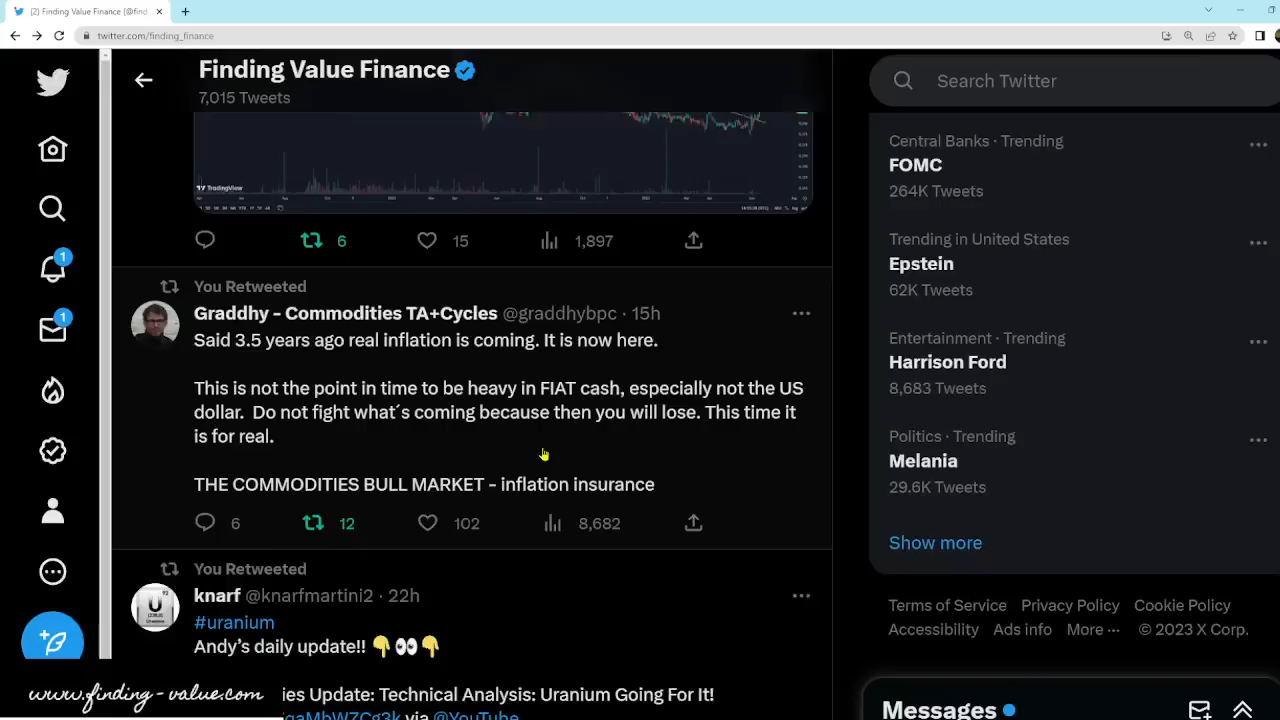 (2) Finding Value Finance (@find
twitter.com/finding_finance
Finding Value Finance
7,015 Tweets
Search Twitter
TradingView
6 15 1,897
You Retweeted
Graddhy - Commodities TA+Cycles @graddhybpc · 15h
Said 3.5 years ago real inflation is coming. It is now here.
This is not the point in time to be heavy in FIAT cash, especially not the US
dollar.  Do not fight what´s coming because then you will lose. This time it
is for real.
THE COMMODITIES BULL MARKET - inflation insurance
6 12 102 8,682
You Retweeted
knarf @knarfmartini2 · 22h
#uranium
Andy's daily update!! 👇👀👇
ies Update: Technical Analysis: Uranium Going For It!
via @YouTube
1
1
www.finding-value.com
Central Banks · Trending
FOMC
264K Tweets
Trending in United States
Epstein
62K Tweets
Entertainment · Trending
Harrison Ford
8,683 Tweets
Politics · Trending
Melania
29.6K Tweets
Show more
Terms of Service Privacy Policy Cookie Policy
Accessibility Ads info More ··· © 2023 X Corp.
Messages